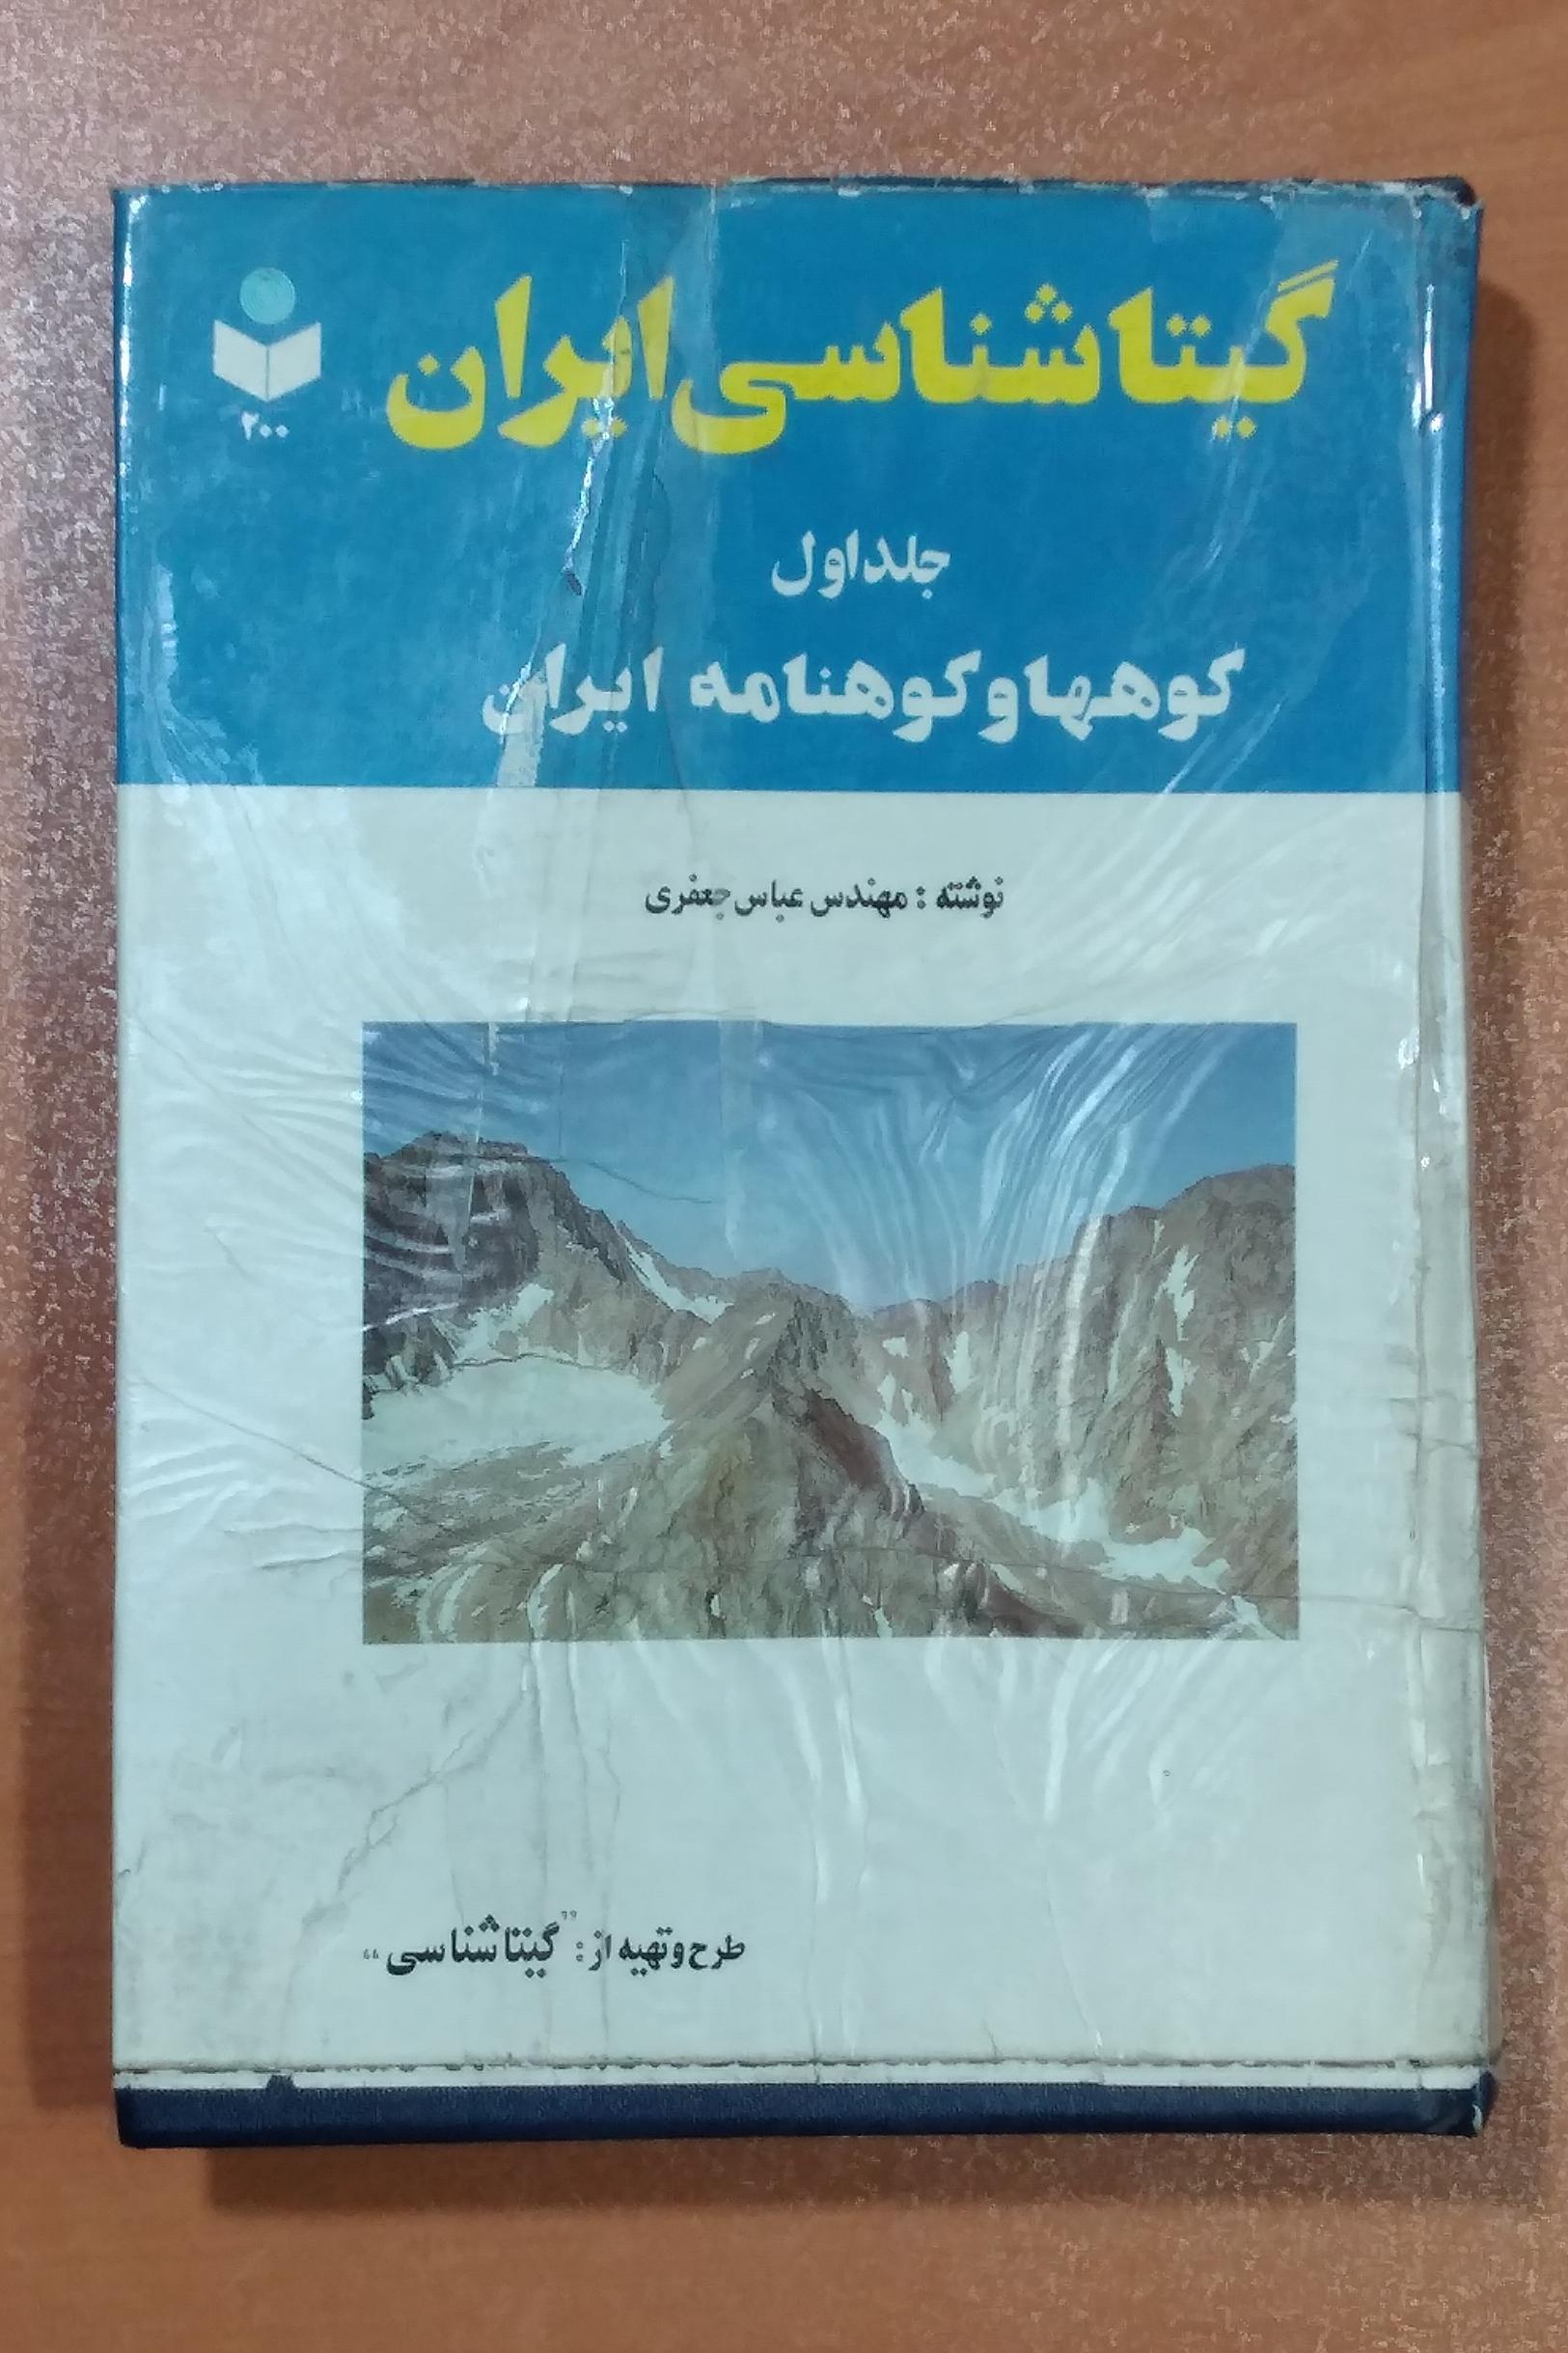 گیتاشناسی ایران
۲۰۰
جلد اول
کوهها و کوهنامه ایران
نوشته : مهندس عباس جعفری
طرح و تهیه از : "گیتاشناسی"